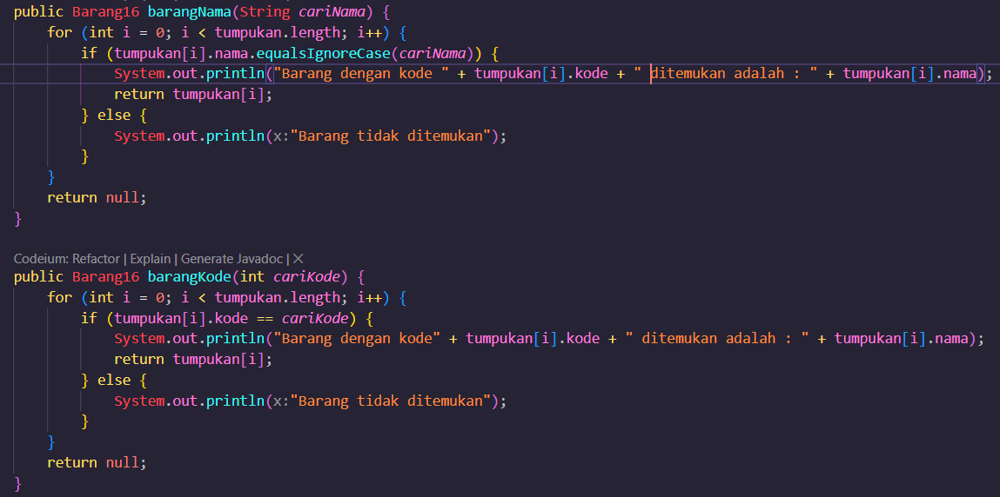 public Barang16 barangNama(String cariNama) {
    for (int i = 0; i < tumpukan.length; i++) {
        if (tumpukan[i].nama.equalsIgnoreCase(cariNama)) {
            System.out.println("Barang dengan kode " + tumpukan[i].kode + " ditemukan adalah : " + tumpukan[i].nama);
            return tumpukan[i];
        } else {
            System.out.println(x:"Barang tidak ditemukan");
        }
    }
    return null;
}
Codeium: Refactor | Explain | Generate Javadoc | X
public Barang16 barangKode(int cariKode) {
    for (int i = 0; i < tumpukan.length; i++) {
        if (tumpukan[i].kode == cariKode) {
            System.out.println("Barang dengan kode" + tumpukan[i].kode + " ditemukan adalah : " + tumpukan[i].nama);
            return tumpukan[i];
        } else {
            System.out.println(x:"Barang tidak ditemukan");
        }
    }
    return null;
}